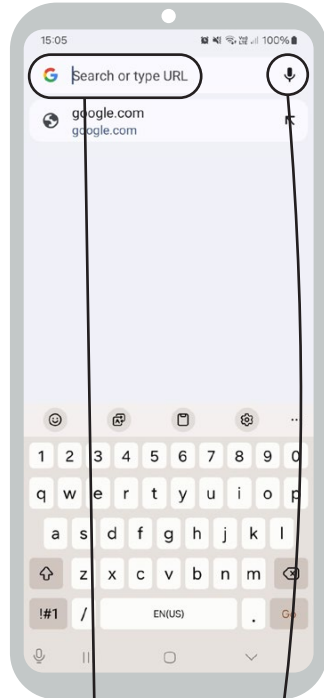 15:05 100%
Search or type URL
google.com
google.com
1 2 3 4 5 6 7 8 9 0
q w e r t y u i o p
a s d f g h j k l
z x c v b n m
!#1 / EN(US) . Go